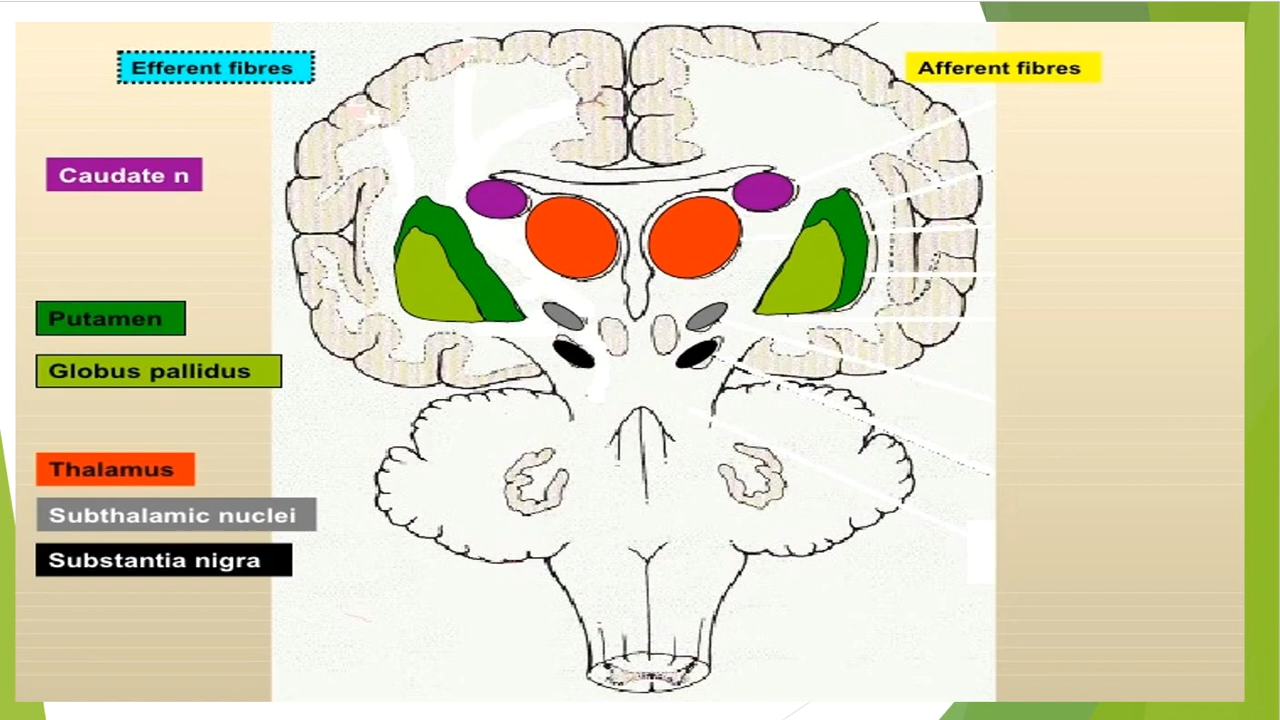 Efferent fibres
Afferent fibres
Caudate n
Putamen
Globus pallidus
Thalamus
Subthalamic nuclei
Substantia nigra